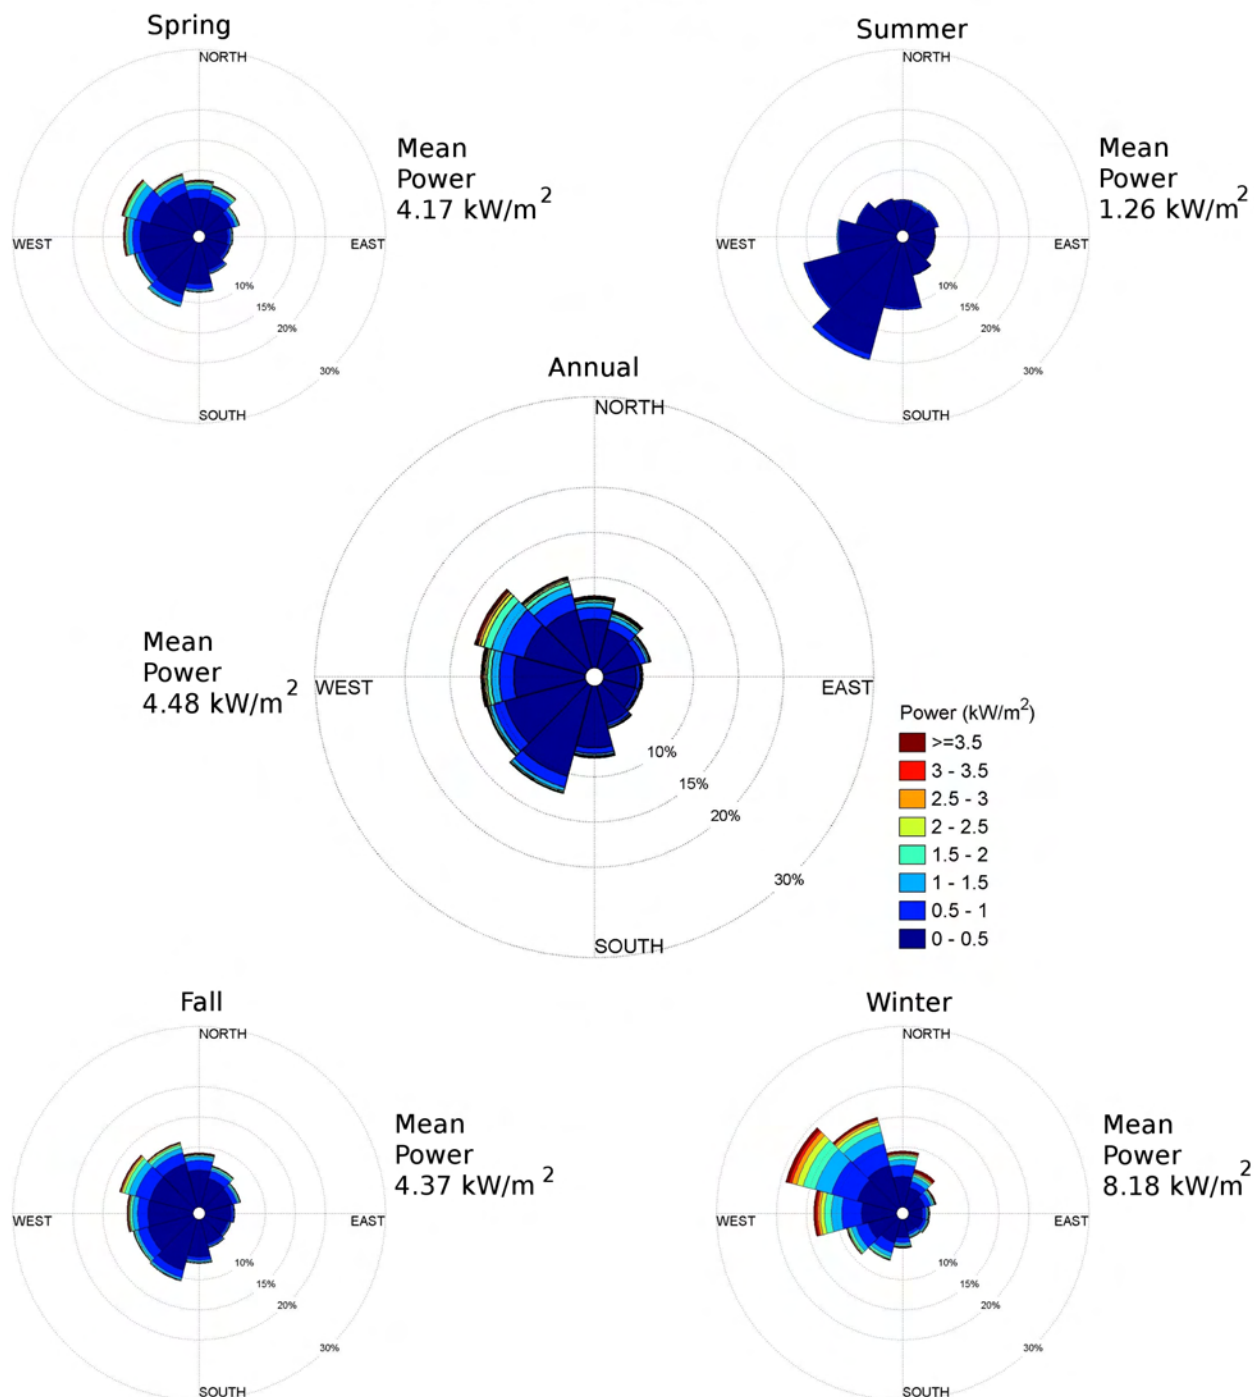 Spring
NORTH
WEST
EAST
SOUTH
10%
15%
20%
30%
Mean
Power
4.17 kW/m2
Summer
NORTH
WEST
EAST
SOUTH
10%
15%
20%
30%
Mean
Power
1.26 kW/m2
Annual
NORTH
WEST
EAST
SOUTH
10%
15%
20%
30%
Mean
Power
4.48 kW/m2
Power (kW/m2)
>=3.5
3 - 3.5
2.5 - 3
2 - 2.5
1.5 - 2
1 - 1.5
0.5 - 1
0 - 0.5
Fall
NORTH
WEST
EAST
SOUTH
10%
15%
20%
30%
Mean
Power
4.37 kW/m2
Winter
NORTH
WEST
EAST
SOUTH
10%
15%
20%
30%
Mean
Power
8.18 kW/m2